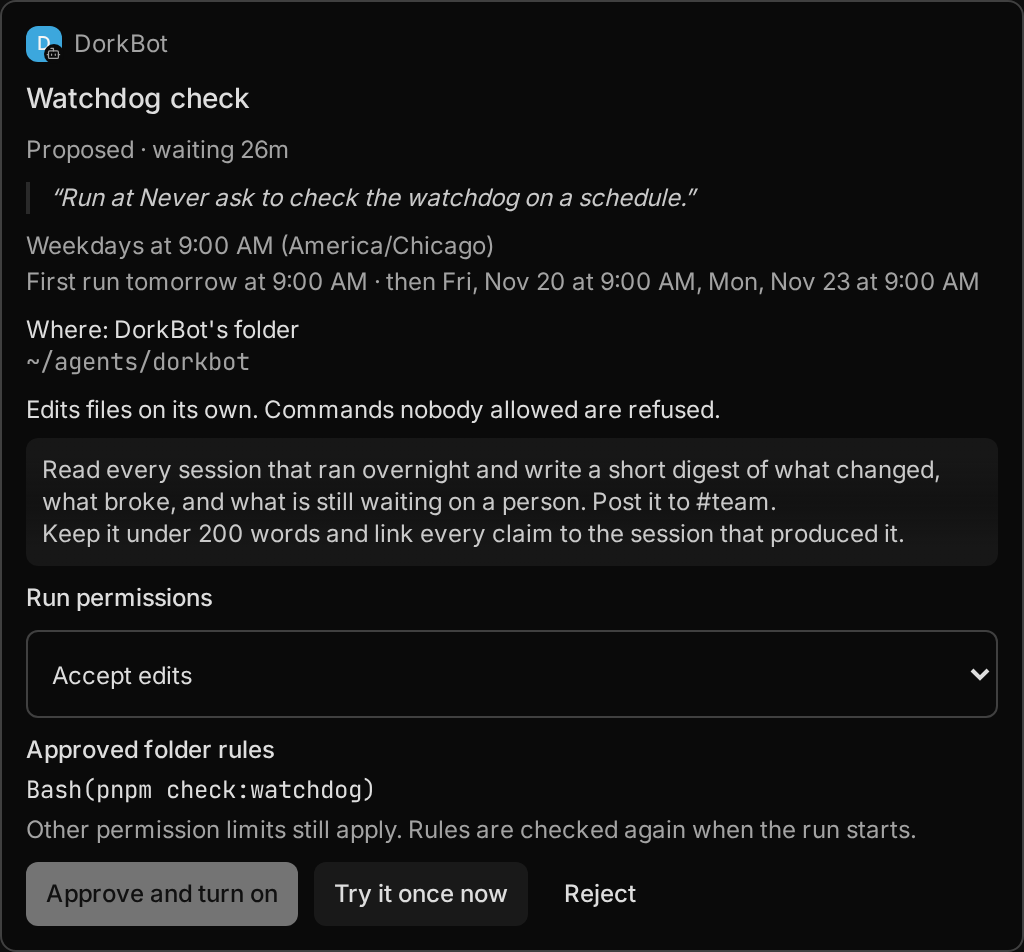 D
DorkBot
Watchdog check
Proposed · waiting 26m
“Run at Never ask to check the watchdog on a schedule.”
Weekdays at 9:00 AM (America/Chicago)
First run tomorrow at 9:00 AM · then Fri, Nov 20 at 9:00 AM, Mon, Nov 23 at 9:00 AM
Where: DorkBot's folder
~/agents/dorkbot
Edits files on its own. Commands nobody allowed are refused.
Read every session that ran overnight and write a short digest of what changed,
what broke, and what is still waiting on a person. Post it to #team.
Keep it under 200 words and link every claim to the session that produced it.
Run permissions
Accept edits
Approved folder rules
Bash(pnpm check:watchdog)
Other permission limits still apply. Rules are checked again when the run starts.
Approve and turn on
Try it once now
Reject